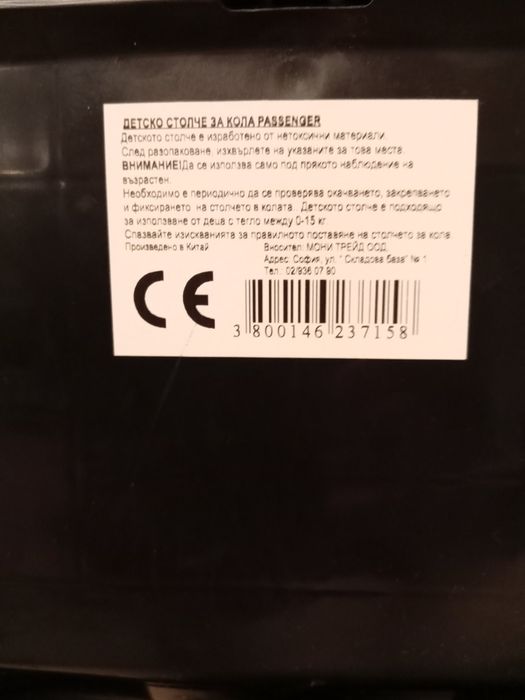 ДЕТСКО СТОЛЧЕ ЗА КОЛА PASSENGER
Детското столче е изработено от нетоксични материали.
След разопаковане, изхвърлете на указаните за това места.
ВНИМАНИЕ!Да се използва само под прякото наблюдение на
възрастен.
Необходимо е периодично да се проверява окачването, закрепването
и фиксирането на столчето в колата. Детското столче е подходящо
за използване от деца с тегло между 0-15 кг.
Спазвайте изискванията за правилното поставяне на столчето за кола
Произведено в Китай Вносител: МОНИ ТРЕЙД ООД,
Адрес: София, ул. " Складова база" № 1
Тел.: 02/936 07 90
CE
3 800146 237158